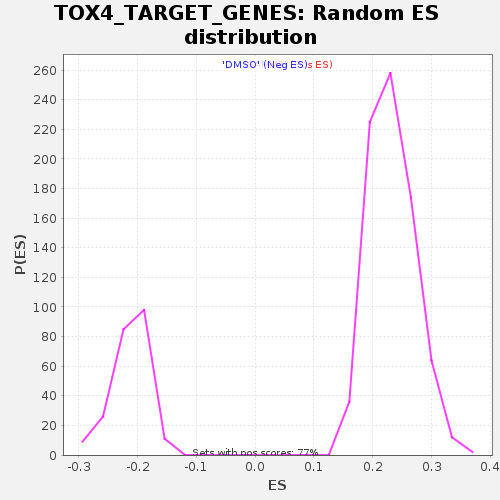 TOX4_TARGET_GENES: Random ES
distribution
'DMSO' (Neg ES)s ES)
260
240
220
200
180
160
140
120
100
80
60
40
20
0
P(ES)
Sets with pos scores: 77%
-0.3 -0.2 -0.1 0.0 0.1 0.2 0.3 0.4
ES